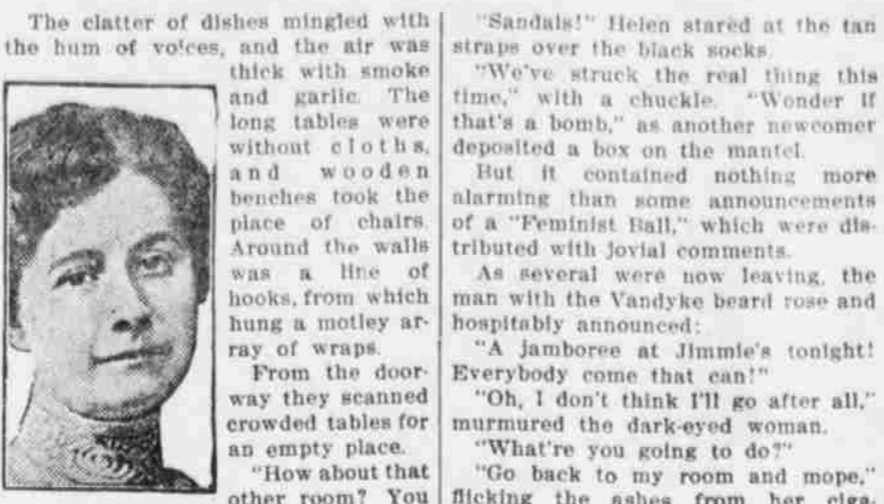 The clatter of dishes mingled with
the hum of voices, and the air was
thick with smoke
and garlic. The
long tables were
without cloths,
and wooden
benches took the
place of chairs.
Around the walls
was a line of
hooks, from which
hung a motley ar-
ray of wraps.
From the door-
way they scanned
crowded tables for
an empty place.
"How about that
other room? You
"Sandals!" Helen stared at the tan
straps over the black socks.
"We've struck the real thing this
time," with a chuckle. "Wonder if
that's a bomb," as another newcomer
deposited a box on the mantel.
But it contained nothing more
alarming than some announcements
of a "Feminist Ball," which were dis-
tributed with jovial comments.
As several were now leaving, the
man with the Vandyke beard rose and
hospitably announced:
"A jamboree at Jimmie's tonight!
Everybody come that can!"
"Oh, I don't think I'll go after all,"
murmured the dark-eyed woman.
"What're you going to do?"
"Go back to my room and mope,"
flicking the ashes from her ciga-